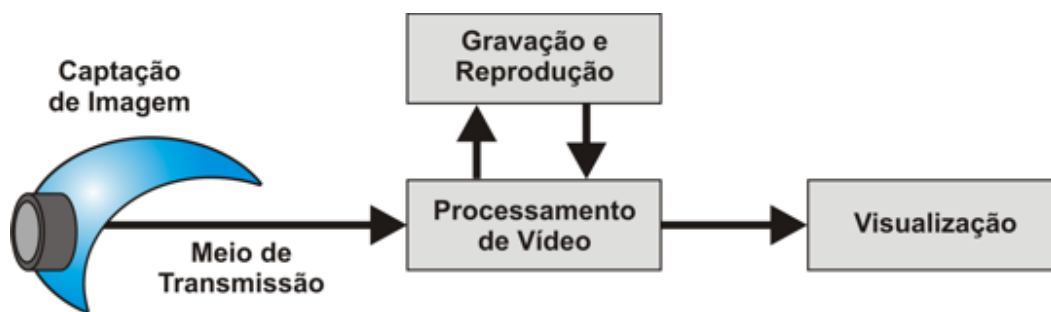 Captação
de Imagem
Gravação e
Reprodução
Meio de
Transmissão
Processamento
de Vídeo
Visualização